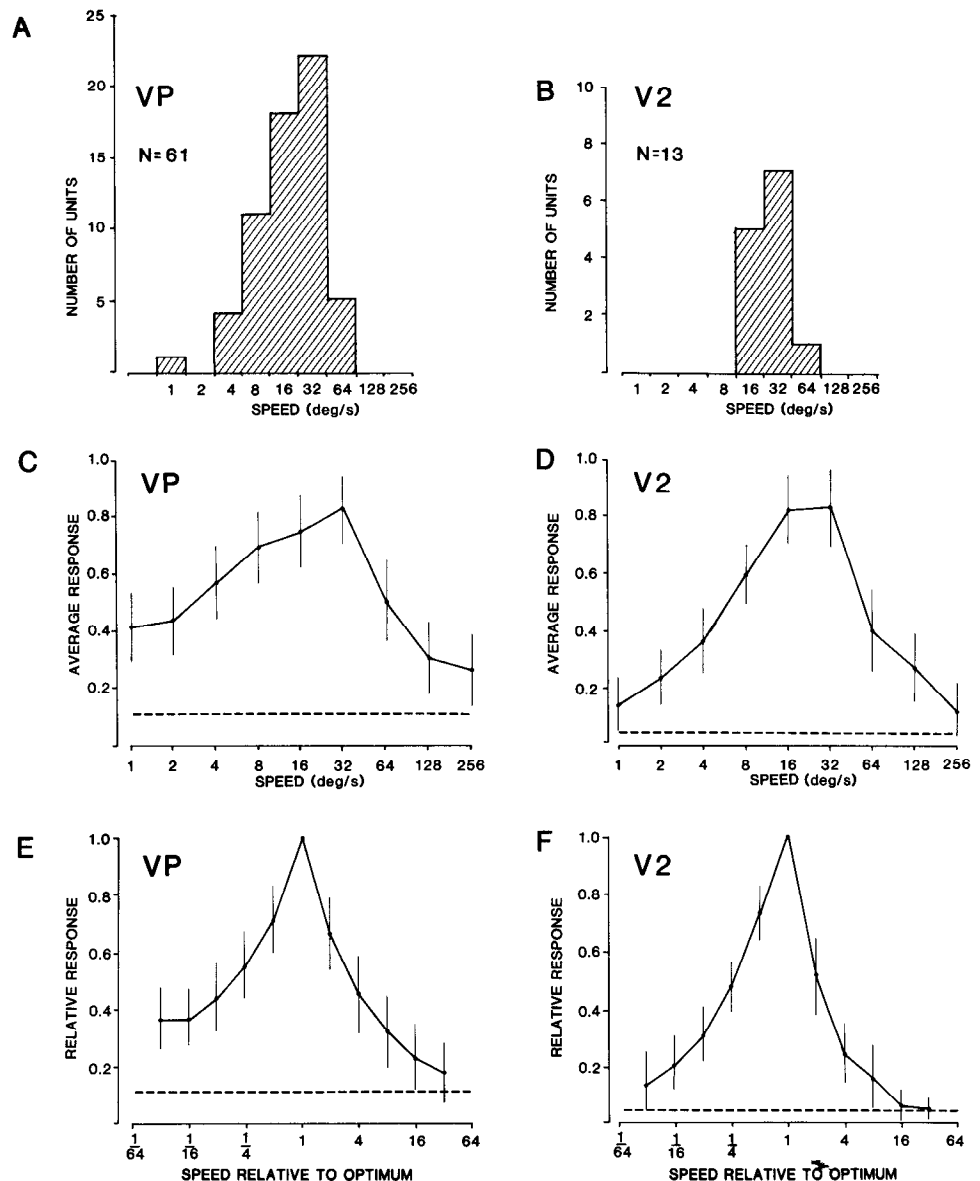 A
VP
N=61
NUMBER OF UNITS
25
20
15
10
5
1 2 4 8 16 32 64 128 256
SPEED (deg/s)
B
V2
N=13
NUMBER OF UNITS
10
8
6
4
2
1 2 4 8 16 32 64 128 256
SPEED (deg/s)
C
VP
AVERAGE RESPONSE
1.0
0.8
0.6
0.4
0.2
1 2 4 8 16 32 64 128 256
SPEED (deg/s)
D
V2
AVERAGE RESPONSE
1.0
0.8
0.6
0.4
0.2
1 2 4 8 16 32 64 128 256
SPEED (deg/s)
E
VP
RELATIVE RESPONSE
1.0
0.8
0.6
0.4
0.2
1/64 1/16 1/4 1 4 16 64
SPEED RELATIVE TO OPTIMUM
F
V2
RELATIVE RESPONSE
1.0
0.8
0.6
0.4
0.2
1/64 1/16 1/4 1 4 16 64
SPEED RELATIVE TO OPTIMUM